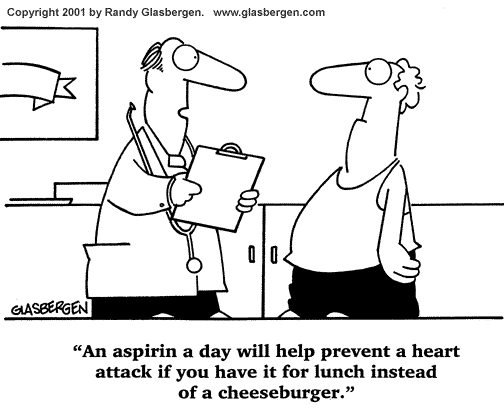 Copyright 2001 by Randy Glasbergen.   www.glasbergen.com
GLASBERGEN
“An aspirin a day will help prevent a heart
attack if you have it for lunch instead
of a cheeseburger.”